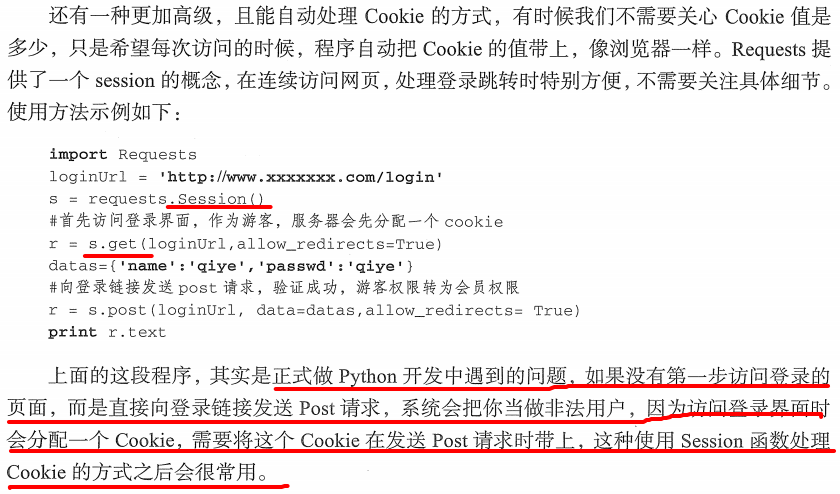 还有一种更加高级，且能自动处理 Cookie 的方式，有时候我们不需要关心 Cookie 值是
多少，只是希望每次访问的时候，程序自动把 Cookie 的值带上，像浏览器一样。Requests 提
供了一个 session 的概念，在连续访问网页，处理登录跳转时特别方便，不需要关注具体细节。
使用方法示例如下：
import Requests
loginUrl = 'http://www.xxxxxxx.com/login'
s = requests.Session()
#首先访问登录界面，作为游客，服务器会先分配一个 cookie
r = s.get(loginUrl,allow_redirects=True)
datas={'name':'qiye','passwd':'qiye'}
#向登录链接发送 post 请求，验证成功，游客权限转为会员权限
r = s.post(loginUrl, data=datas,allow_redirects= True)
print r.text
上面的这段程序，其实是正式做 Python 开发中遇到的问题，如果没有第一步访问登录的
页面，而是直接向登录链接发送 Post 请求，系统会把你当做非法用户，因为访问登录界面时
会分配一个 Cookie，需要将这个 Cookie 在发送 Post 请求时带上，这种使用 Session 函数处理
Cookie 的方式之后会很常用。